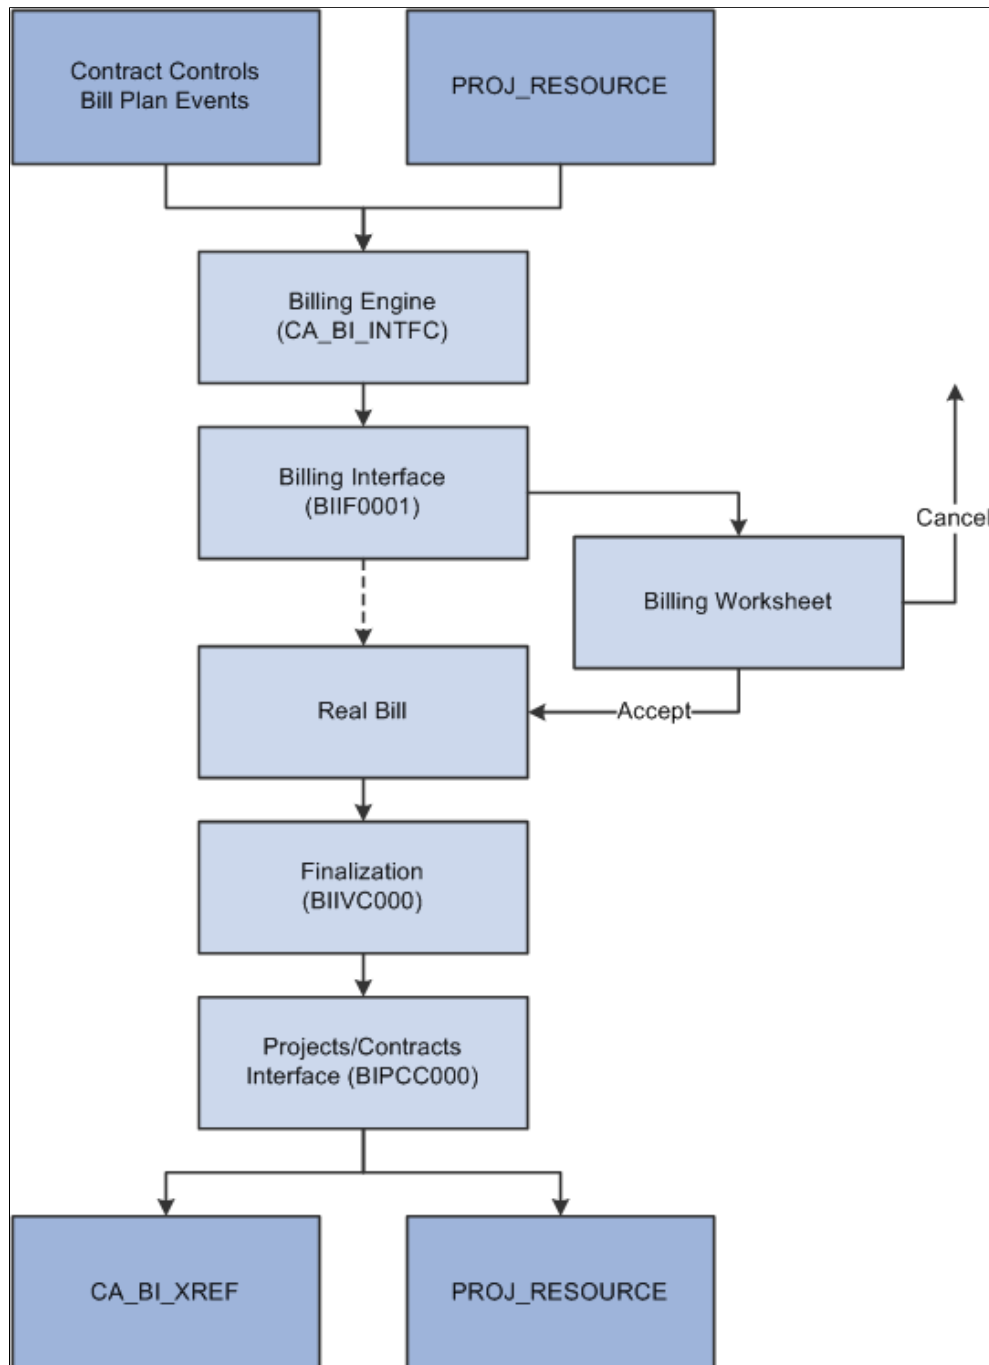 Contract Controls
Bill Plan Events
PROJ_RESOURCE
Billing Engine
(CA_BI_INTFC)
Billing Interface
(BIIF0001)
Cancel
Billing Worksheet
Real Bill
Accept
Finalization
(BIIVC000)
Projects/Contracts
Interface (BIPCC000)
CA_BI_XREF
PROJ_RESOURCE